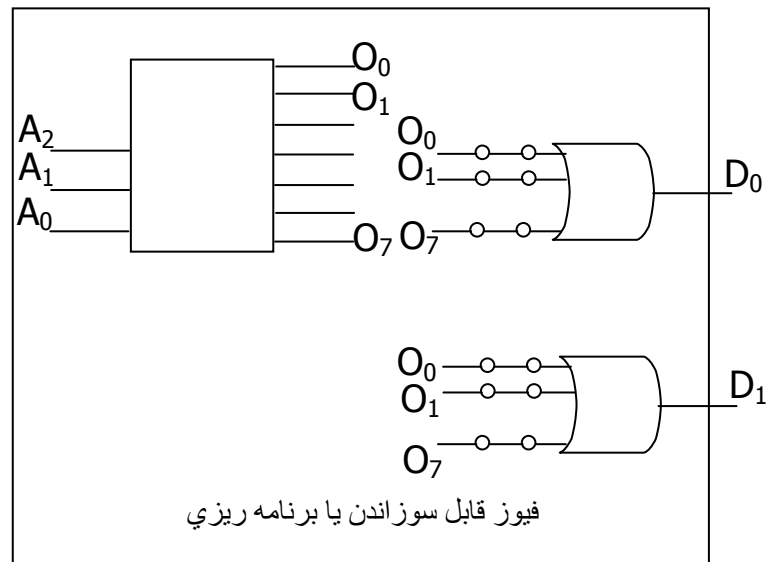 O₀
O₁
A₂
A₁
A₀
O₇
O₀
O₁
O₇
D₀
O₀
O₁
O₇
D₁
فيوز قابل سوزاندن يا برنامه ريزي